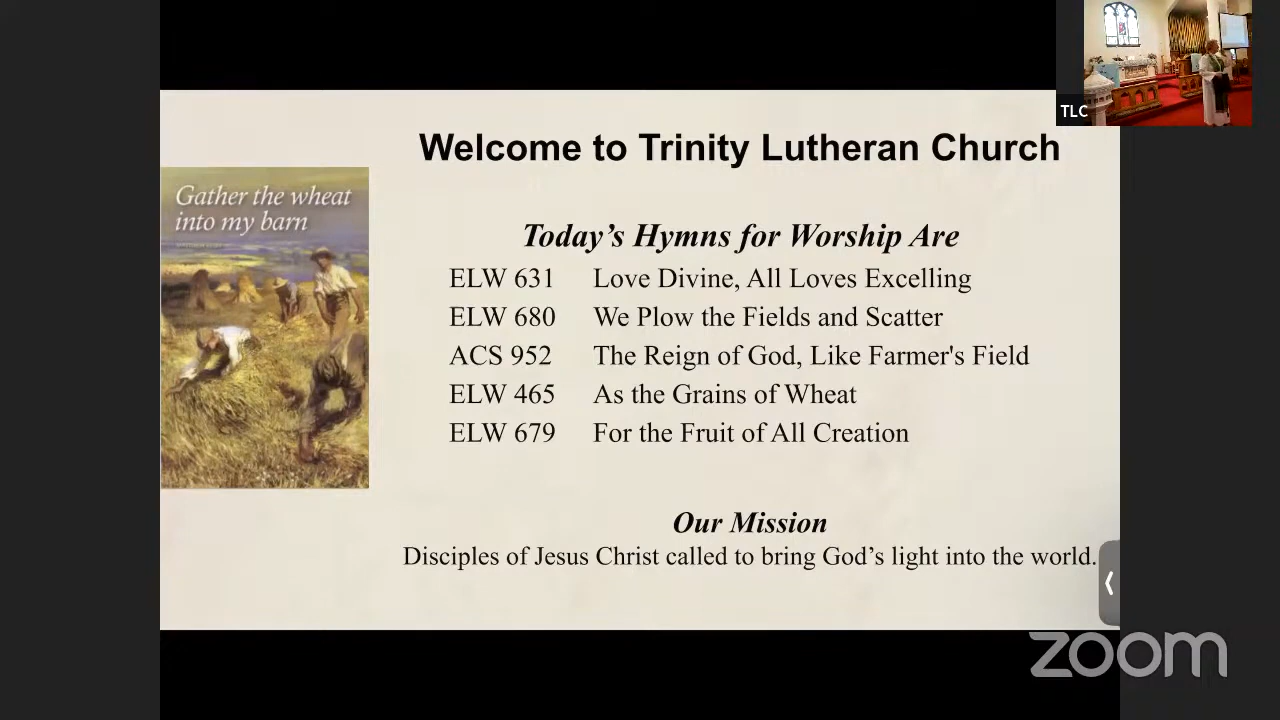 TLC
Welcome to Trinity Lutheran Church
Gather the wheat
into my barn
Today’s Hymns for Worship Are
ELW 631 Love Divine, All Loves Excelling
ELW 680 We Plow the Fields and Scatter
ACS 952 The Reign of God, Like Farmer's Field
ELW 465 As the Grains of Wheat
ELW 679 For the Fruit of All Creation
Our Mission
Disciples of Jesus Christ called to bring God’s light into the world.
zoom